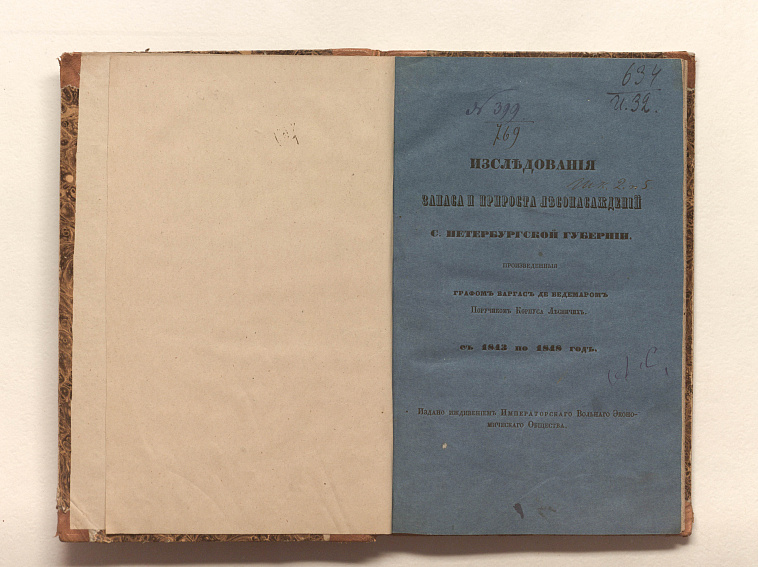 634
И.32.
№ 399
769
ИЗСЛѢДОВАНІЯ
ЗАПАСА И ПРИРОСТА ЛѢСОНАСАЖДЕНІЙ
С. ПЕТЕРБУРГСКОЙ ГУБЕРНІИ,
ПРОИЗВЕДЕННЫЯ
ГРАФОМЪ ВАРГАСЪ ДЕ БЕДЕМАРОМЪ
Поручикомъ Корпуса Лѣсничихъ.
съ 1843 по 1848 годъ.
Издано иждивеніемъ Императорскаго Вольнаго Эконо-
мическаго Общества.